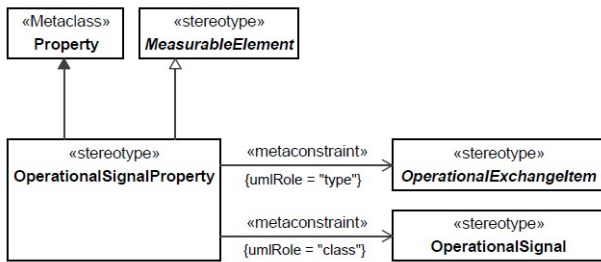 «Metaclass»
Property
«stereotype»
MeasurableElement
«stereotype»
OperationalSignalProperty
«metaconstraint»
{umlRole = "type"}
«stereotype»
OperationalExchangeItem
«metaconstraint»
{umlRole = "class"}
«stereotype»
OperationalSignal